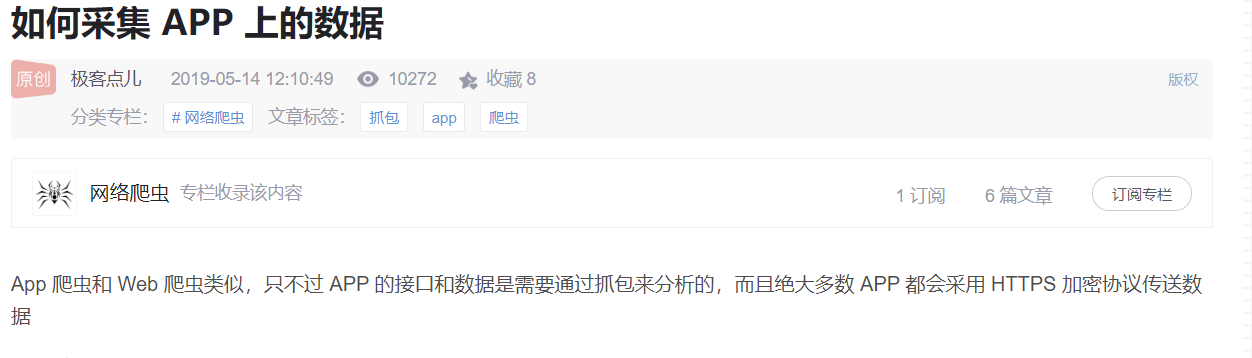 如何采集 APP 上的数据
原创 极客点儿 2019-05-14 12:10:49 10272 收藏 8 版权
分类专栏： # 网络爬虫 文章标签： 抓包 app 爬虫
网络爬虫 专栏收录该内容 1 订阅 6 篇文章 订阅专栏
App 爬虫和 Web 爬虫类似，只不过 APP 的接口和数据是需要通过抓包来分析的，而且绝大多数 APP 都会采用 HTTPS 加密协议传送数
据